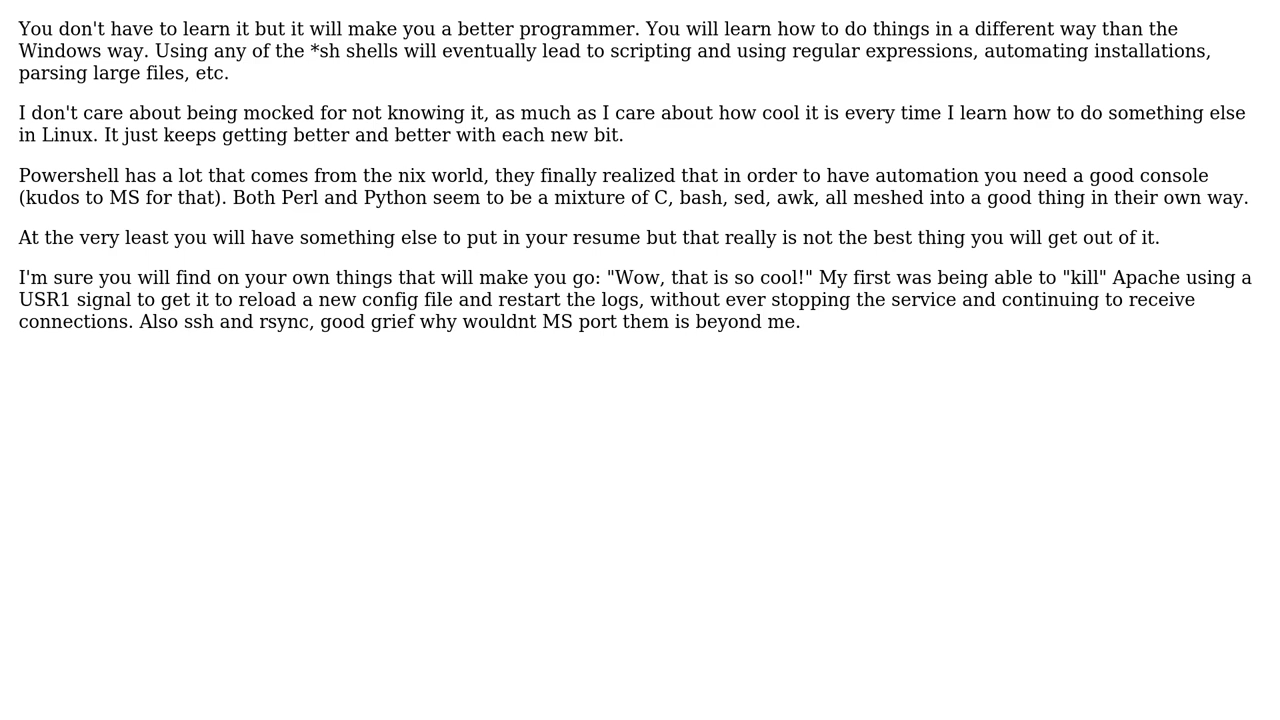 You don't have to learn it but it will make you a better programmer. You will learn how to do things in a different way than the
Windows way. Using any of the *sh shells will eventually lead to scripting and using regular expressions, automating installations,
parsing large files, etc.
I don't care about being mocked for not knowing it, as much as I care about how cool it is every time I learn how to do something else
in Linux. It just keeps getting better and better with each new bit.
Powershell has a lot that comes from the nix world, they finally realized that in order to have automation you need a good console
(kudos to MS for that). Both Perl and Python seem to be a mixture of C, bash, sed, awk, all meshed into a good thing in their own way.
At the very least you will have something else to put in your resume but that really is not the best thing you will get out of it.
I'm sure you will find on your own things that will make you go: "Wow, that is so cool!" My first was being able to "kill" Apache using a
USR1 signal to get it to reload a new config file and restart the logs, without ever stopping the service and continuing to receive
connections. Also ssh and rsync, good grief why wouldnt MS port them is beyond me.